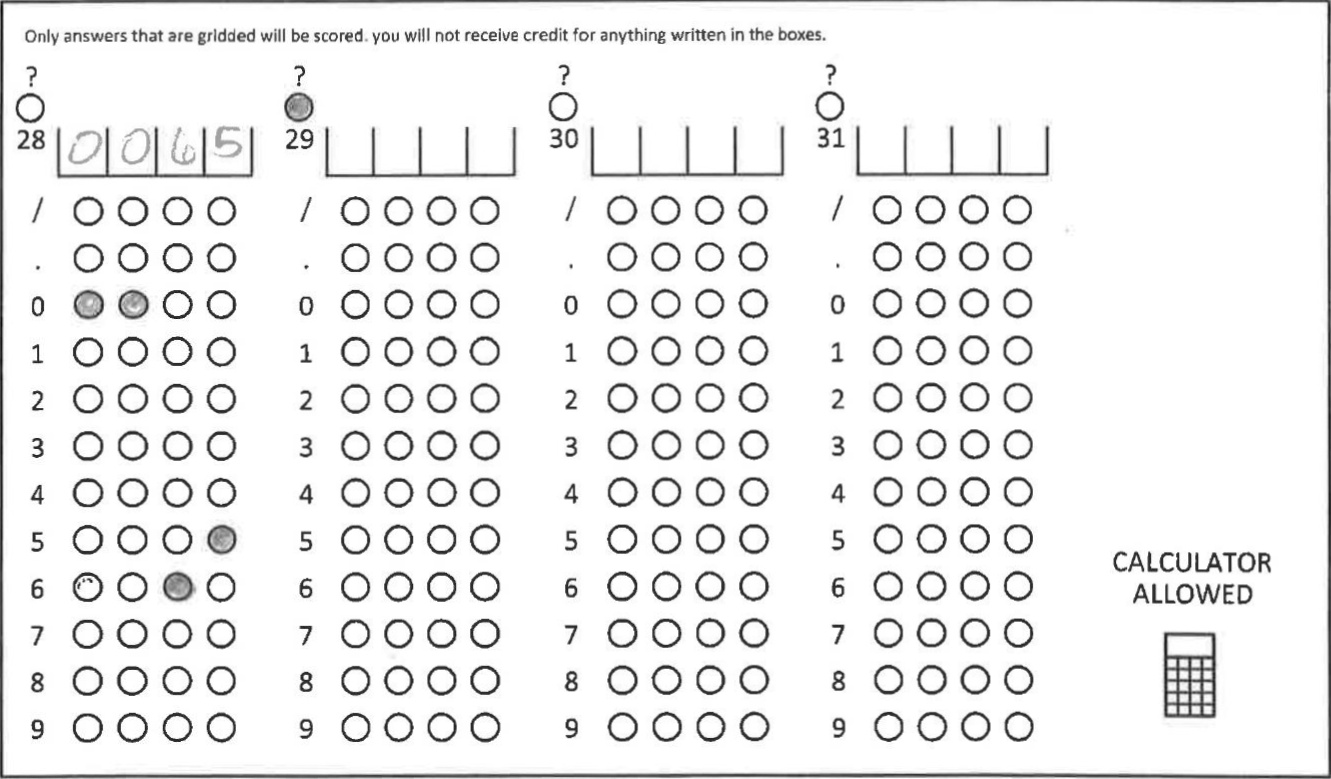 Only answers that are gridded will be scored. you will not receive credit for anything written in the boxes.
? ? ? ?
28 0 0 6 5 29 30 31
/ / / /
. . . .
0 0 0 0
1 1 1 1
2 2 2 2
3 3 3 3
4 4 4 4
5 5 5 5
6 6 6 6
7 7 7 7
8 8 8 8
9 9 9 9
CALCULATOR
ALLOWED